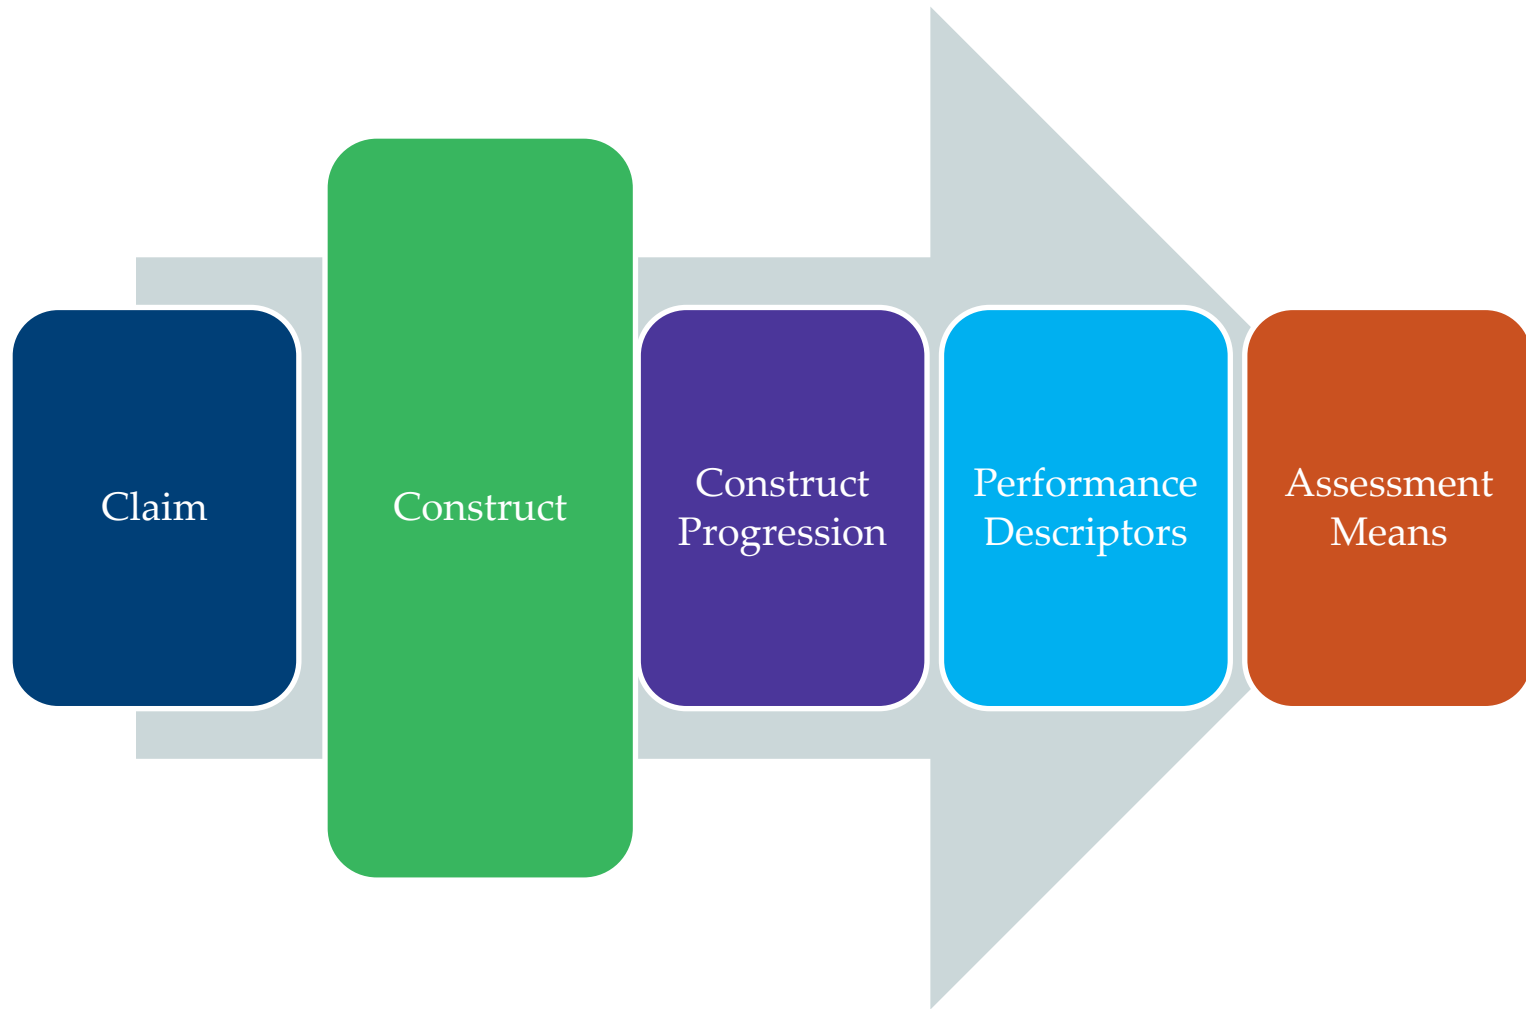 Claim
Construct
Construct
Progression
Performance
Descriptors
Assessment
Means